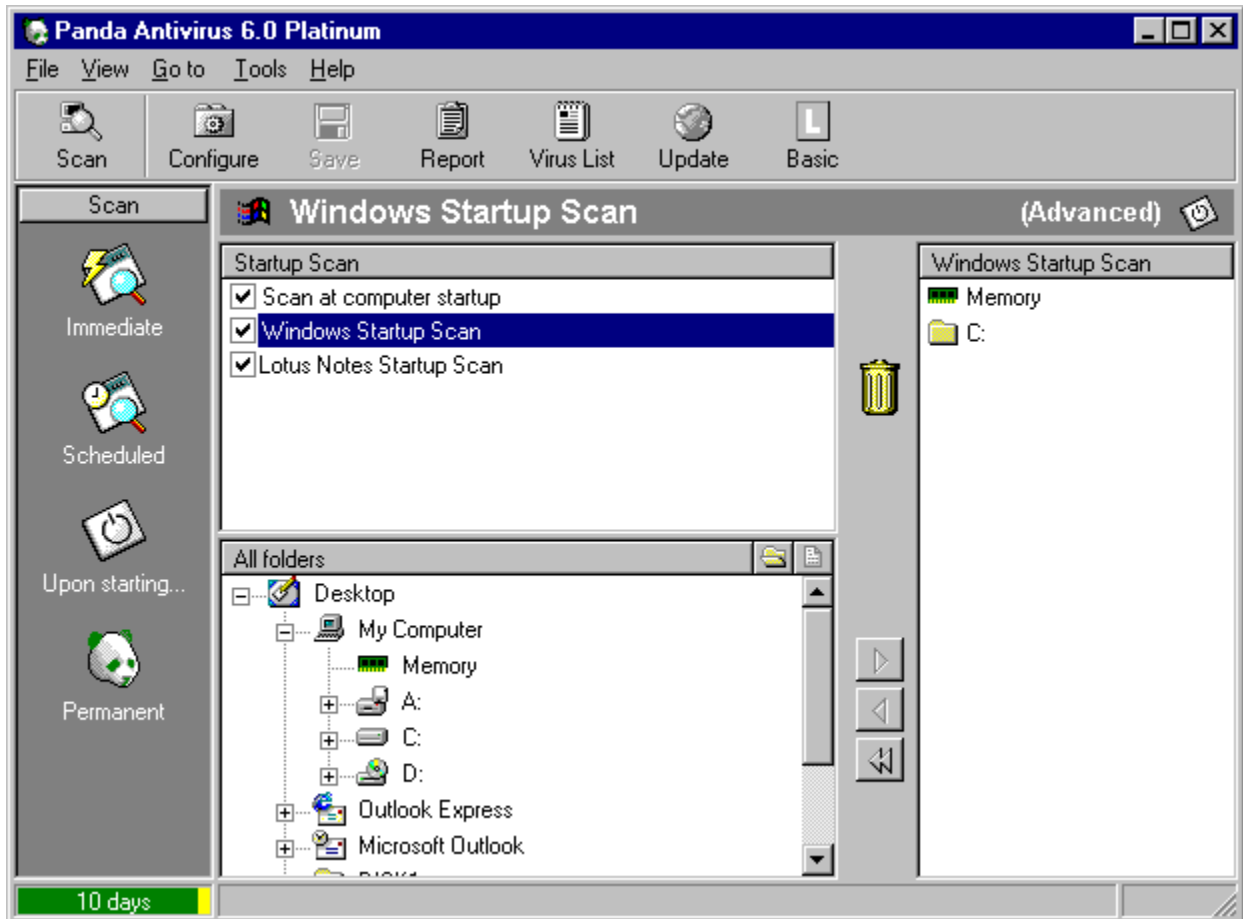 Panda Antivirus 6.0 Platinum
File View Go to Tools Help
Scan Configure Save Report Virus List Update Basic
L
Scan
Immediate
Scheduled
Upon starting...
Permanent
Windows Startup Scan (Advanced)
Startup Scan
Scan at computer startup
Windows Startup Scan
Lotus Notes Startup Scan
All folders
Desktop
My Computer
Memory
A:
C:
D:
Outlook Express
Microsoft Outlook
Windows Startup Scan
Memory
C:
10 days